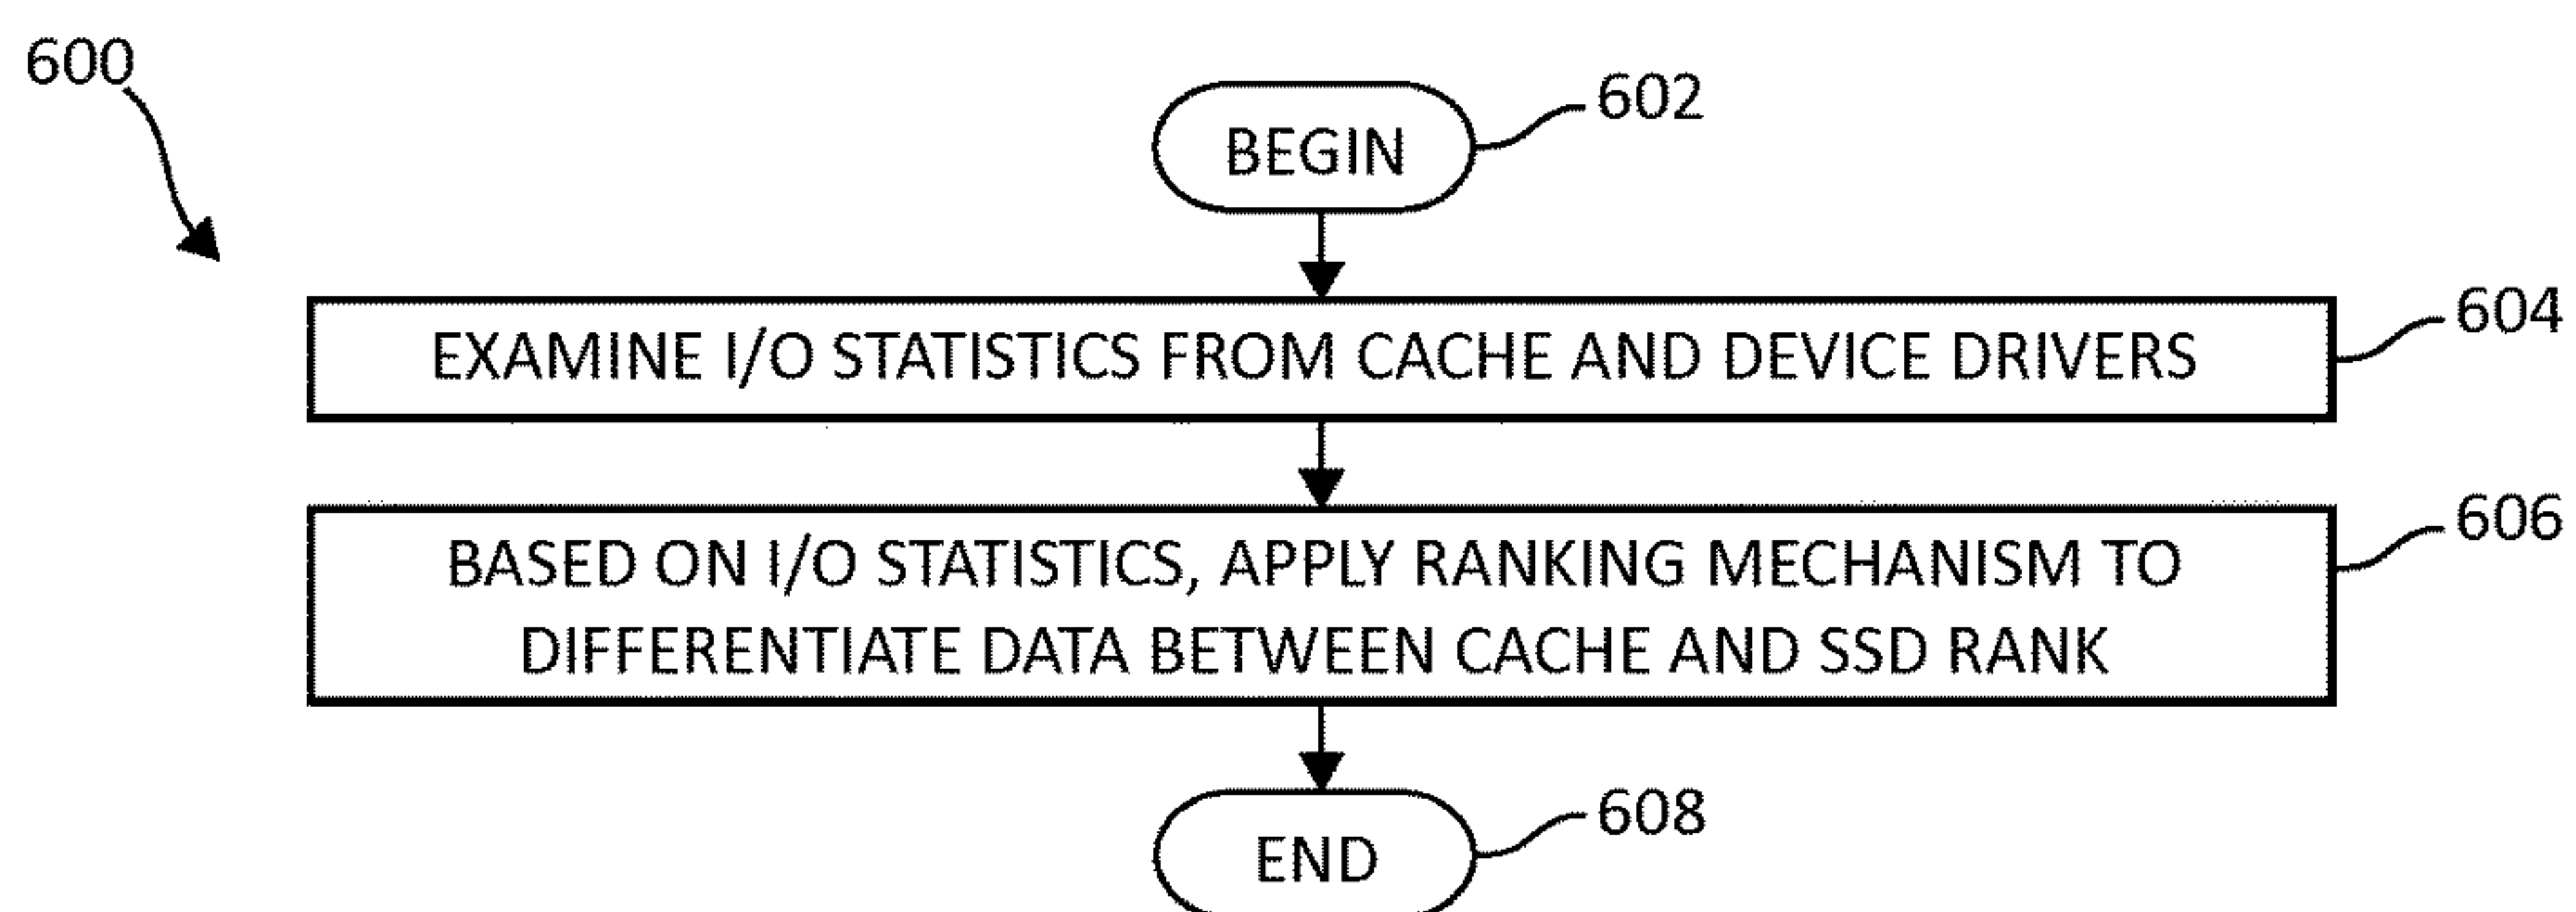 600
BEGIN
602
EXAMINE I/O STATISTICS FROM CACHE AND DEVICE DRIVERS
604
BASED ON I/O STATISTICS, APPLY RANKING MECHANISM TO
DIFFERENTIATE DATA BETWEEN CACHE AND SSD RANK
606
END
608